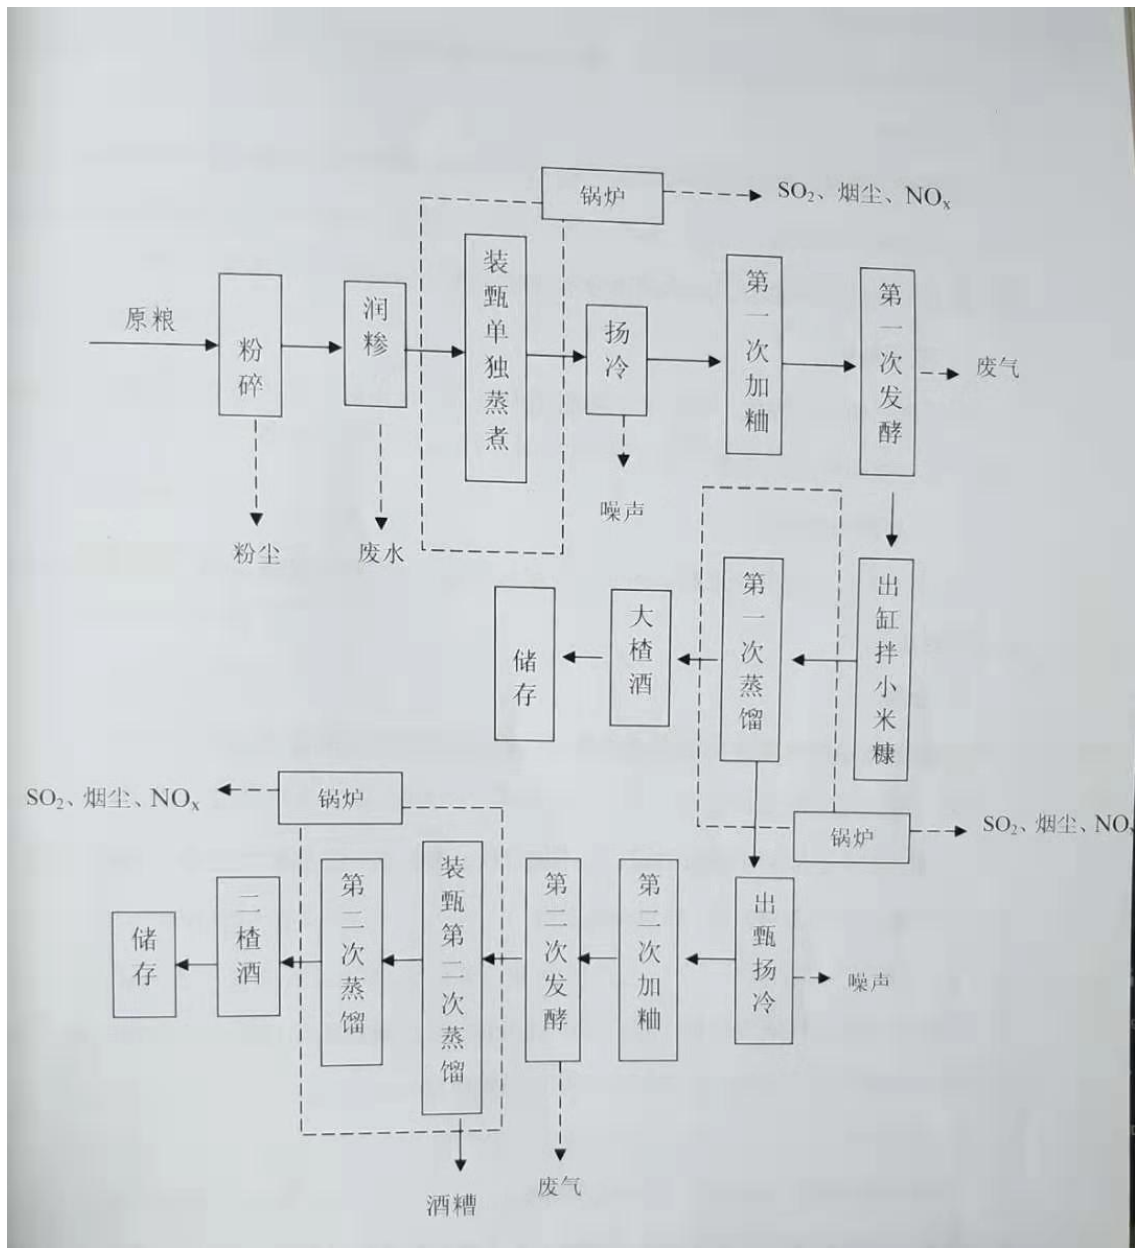 锅炉
SO₂、烟尘、NOₓ
原粮
粉碎
润糁
装甑单独蒸煮
扬冷
第一次加粬
第一次发酵
废气
粉尘
废水
噪声
储存
大楂酒
第一次蒸馏
出缸拌小米糠
SO₂、烟尘、NOₓ
锅炉
锅炉
SO₂、烟尘、NOₓ
储存
二楂酒
第二次蒸馏
装甑第二次蒸馏
第二次发酵
第二次加粬
出甑扬冷
噪声
酒糟
废气